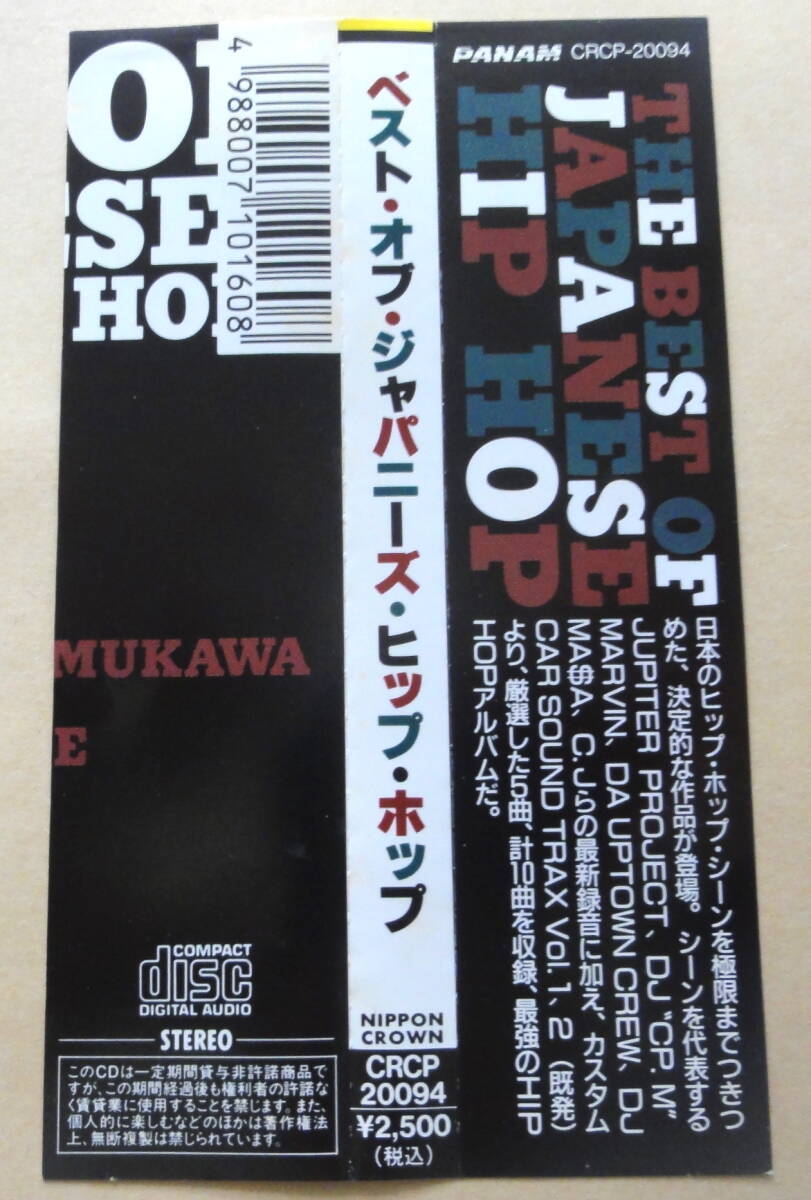 PANAM CRCP-20094
THE BEST OF
JAPANESE
HIP HOP
日本のヒップ・ホップ・シーンを極限までつきつ
めた、決定的な作品が登場。シーンを代表する
JUPITER PROJECT、DJ "CP. M"
MARVIN、DA UPTOWN CREW、DJ
MA$A、C.Jらの最新録音に加え、カスタム
CAR SOUND TRAX Vol.1、2(既発)
より、厳選した5曲、計10曲を収録、最強のHIP
HOPアルバムだ。
ベスト・オブ・ジャパニーズ・ヒップ・ホップ
NIPPON
CROWN
CRCP
20094
¥2,500
(税込)
4 988007 101608
SE
HO
MUKAWA
E
COMPACT
disc
DIGITAL AUDIO
STEREO
このCDは一定期間貸与非許諾商品で
すが、この期間経過後も権利者の許諾な
く賃貸業に使用することを禁じます。また、
個人的に楽しむなどのほかは著作権法
上、無断複製は禁じられています。